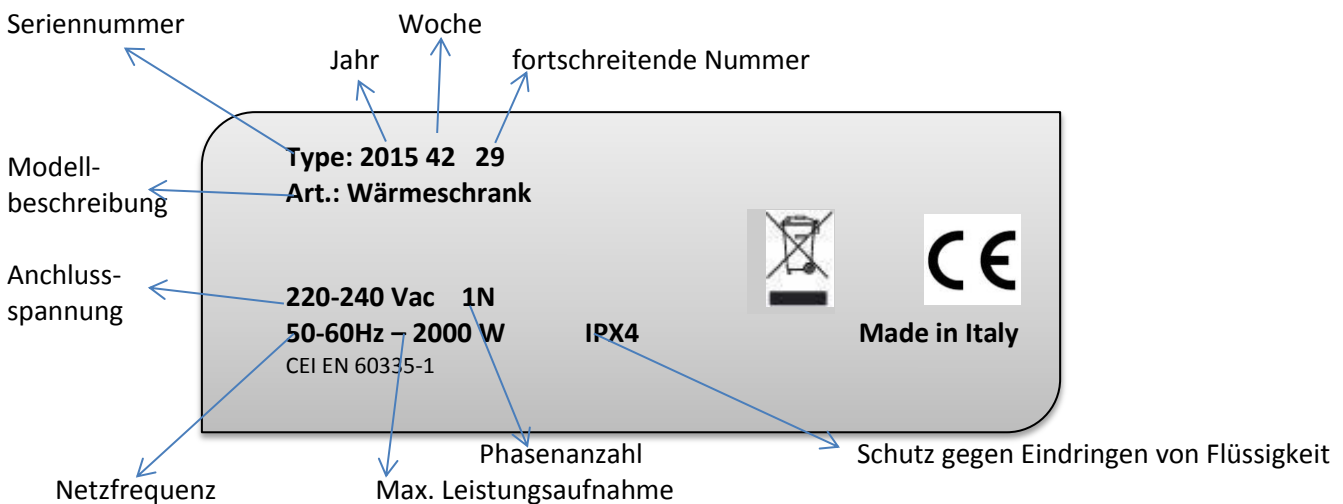 Seriennummer
Woche
Jahr
fortschreitende Nummer
Type: 2015 42 29
Modell-
beschreibung
Art.: Wärmeschrank
CE
Anchluss-
spannung
220-240 Vac 1N
50-60Hz – 2000 W IPX4 Made in Italy
CEI EN 60335-1
Phasenanzahl
Schutz gegen Eindringen von Flüssigkeit
Netzfrequenz
Max. Leistungsaufnahme